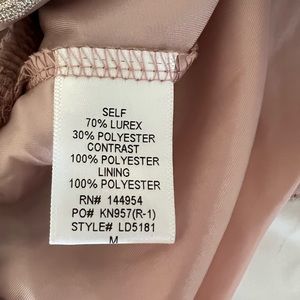 SELF
70% LUREX
30% POLYESTER
CONTRAST
100% POLYESTER
LINING
100% POLYESTER
RN# 144954
PO# KN957(R-1)
STYLE# LD5181
M